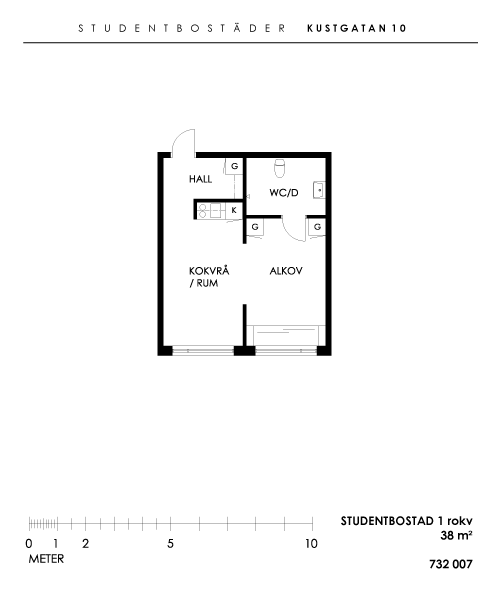 STUDENTBOSTÄDER KUSTGATAN 10
G
HALL
WC/D
K
G
G
KOKVRÅ
/ RUM
ALKOV
0 1 2 5 10
METER
STUDENTBOSTAD 1 rokv
38 m²
732 007